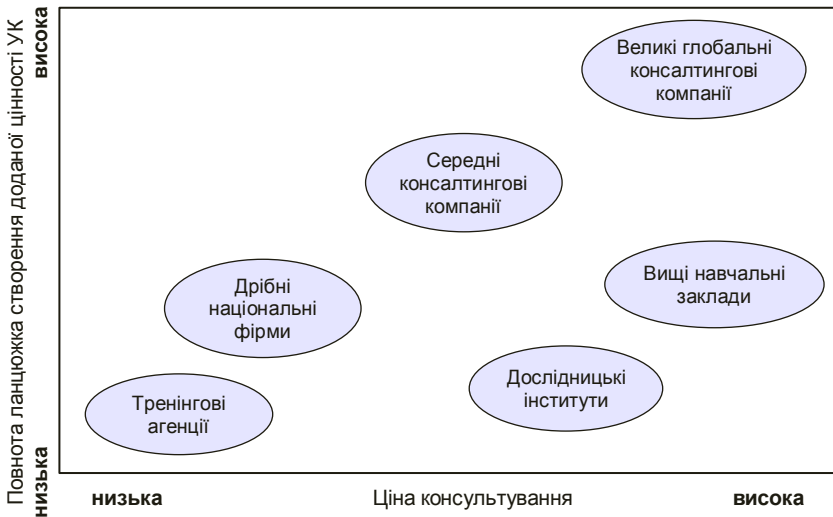 Повнота ланцюжка створення доданої цінності УК
висока
низька
Великі глобальні
консалтингові
компанії
Середні
консалтингові
компанії
Вищі навчальні
заклади
Дрібні
національні
фірми
Дослідницькі
інститути
Тренінгові
агенції
низька
Ціна консультування
висока